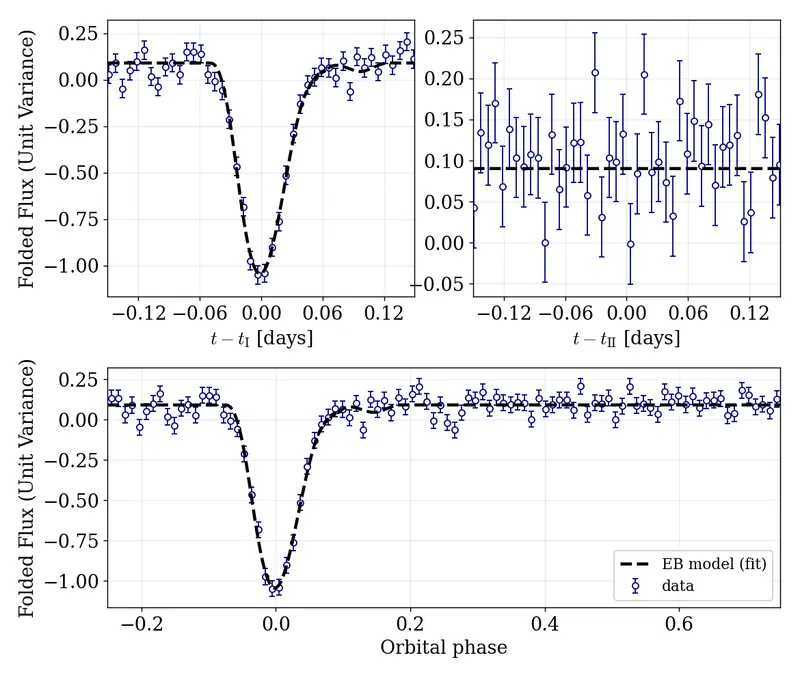 Folded Flux (Unit Variance)
0.25
0.00
−0.25
−0.50
−0.75
−1.00
−0.12 −0.06 0.00 0.06 0.12
t − t_I [days]
0.25
0.20
0.15
0.10
0.05
0.00
−0.05
−0.12 −0.06 0.00 0.06 0.12
t − t_II [days]
Folded Flux (Unit Variance)
0.25
0.00
−0.25
−0.50
−0.75
−1.00
EB model (fit)
data
−0.2 0.0 0.2 0.4 0.6
Orbital phase